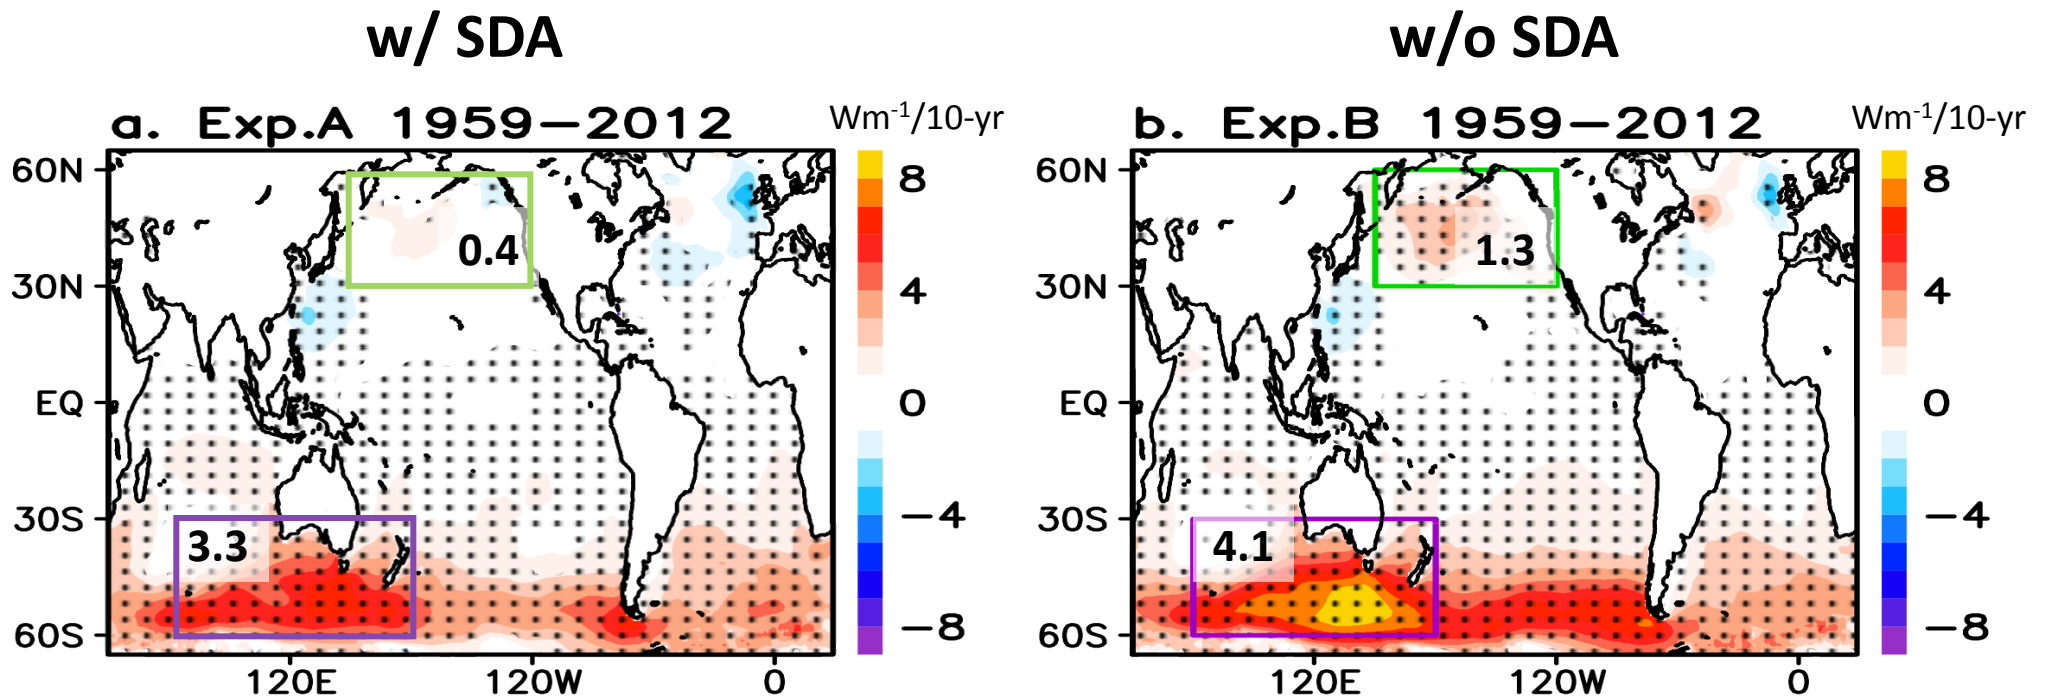 w/ SDA
a. Exp.A 1959−2012
Wm⁻¹/10-yr
60N
30N
EQ
30S
60S
120E
120W
0
0.4
3.3
8
4
0
−4
−8
w/o SDA
b. Exp.B 1959−2012
Wm⁻¹/10-yr
60N
30N
EQ
30S
60S
120E
120W
0
1.3
4.1
8
4
0
−4
−8